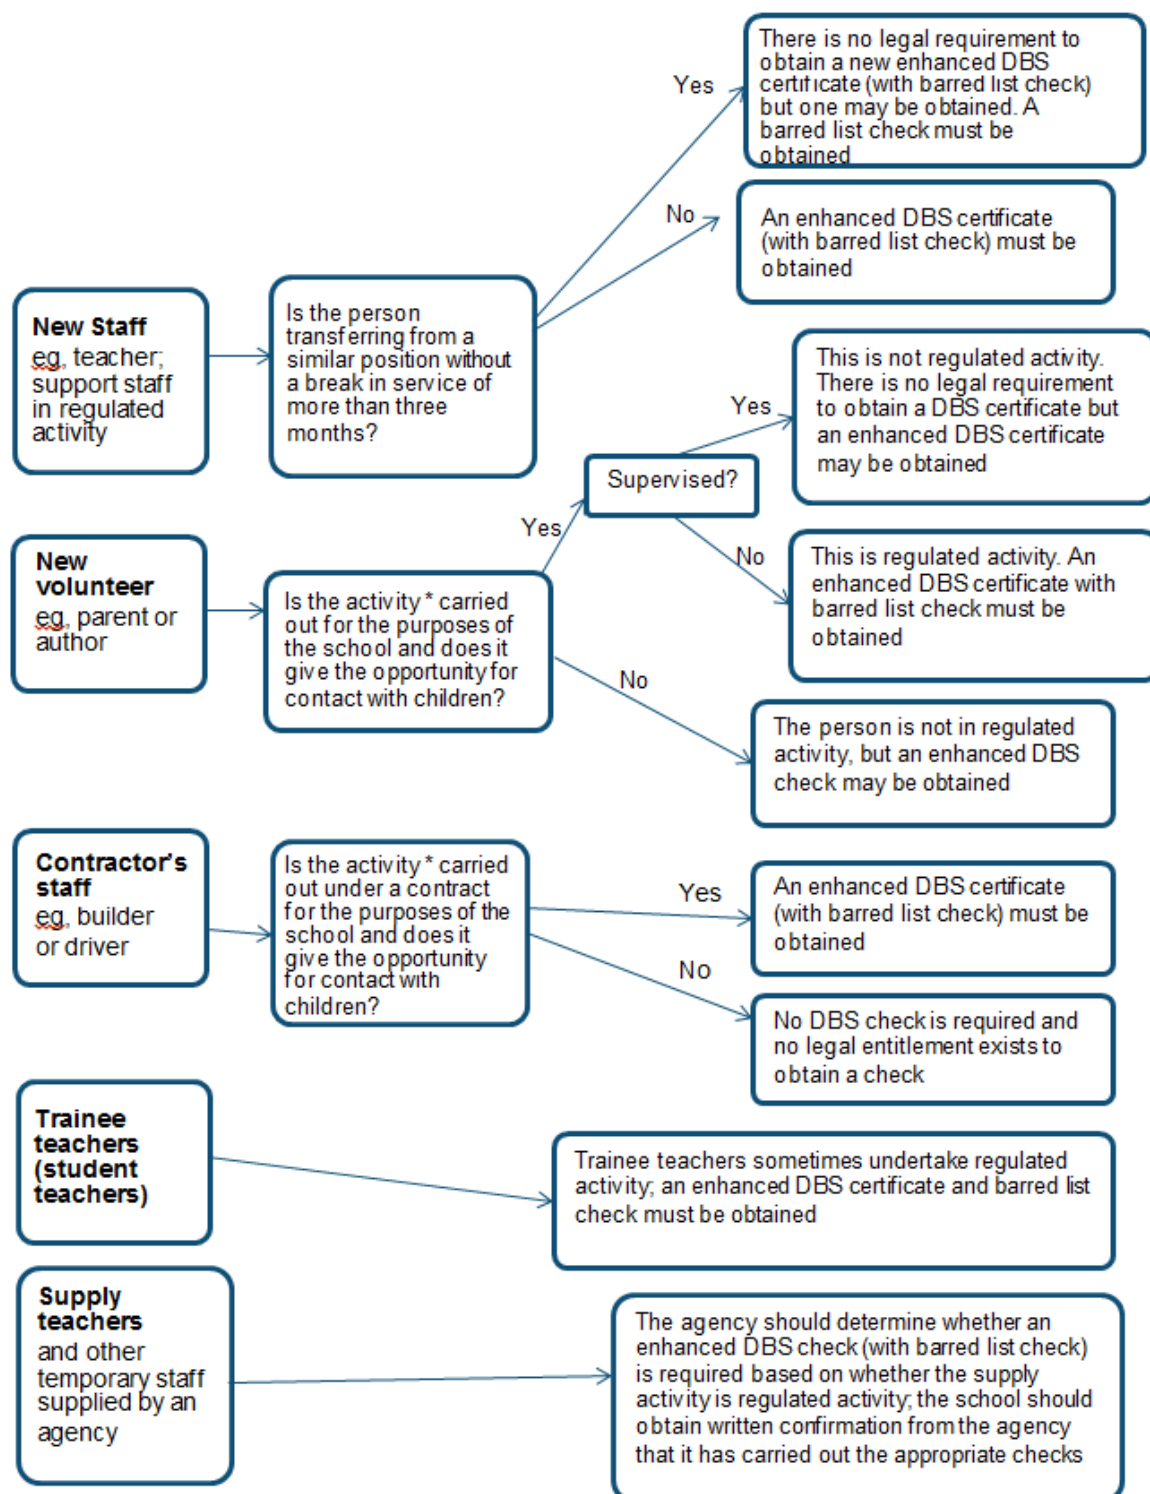 New Staff
eg, teacher;
support staff
in regulated
activity
Is the person
transferring from a
similar position without
a break in service of
more than three
months?
Yes
There is no legal requirement to
obtain a new enhanced DBS
certificate (with barred list check)
but one may be obtained. A
barred list check must be
obtained
No
An enhanced DBS certificate
(with barred list check) must be
obtained
New
volunteer
eg, parent or
author
Is the activity * carried
out for the purposes of
the school and does it
give the opportunity for
contact with children?
Yes
Supervised?
Yes
This is not regulated activity.
There is no legal requirement
to obtain a DBS certificate but
an enhanced DBS certificate
may be obtained
No
This is regulated activity. An
enhanced DBS certificate with
barred list check must be
obtained
No
The person is not in regulated
activity, but an enhanced DBS
check may be obtained
Contractor's
staff
eg, builder
or driver
Is the activity * carried
out under a contract
for the purposes of the
school and does it
give the opportunity
for contact with
children?
Yes
An enhanced DBS certificate
(with barred list check) must be
obtained
No
No DBS check is required and
no legal entitlement exists to
obtain a check
Trainee
teachers
(student
teachers)
Trainee teachers sometimes undertake regulated
activity; an enhanced DBS certificate and barred list
check must be obtained
Supply
teachers
and other
temporary staff
supplied by an
agency
The agency should determine whether an
enhanced DBS check (with barred list check)
is required based on whether the supply
activity is regulated activity; the school should
obtain written confirmation from the agency
that it has carried out the appropriate checks